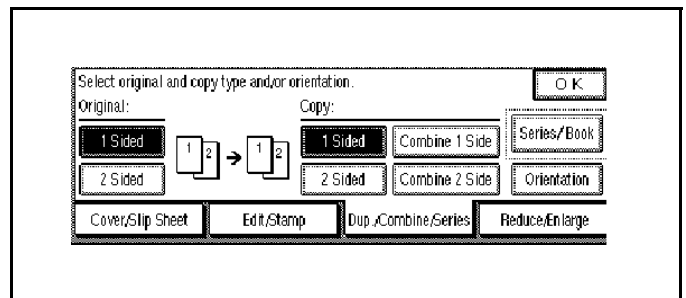 Select original and copy type and/or orientation.
OK
Original:
Copy:
1 Sided
1 2 → 1 2
1 Sided
Combine 1 Side
Series/Book
2 Sided
2 Sided
Combine 2 Side
Orientation
Cover/Slip Sheet
Edit/Stamp
Dup./Combine/Series
Reduce/Enlarge